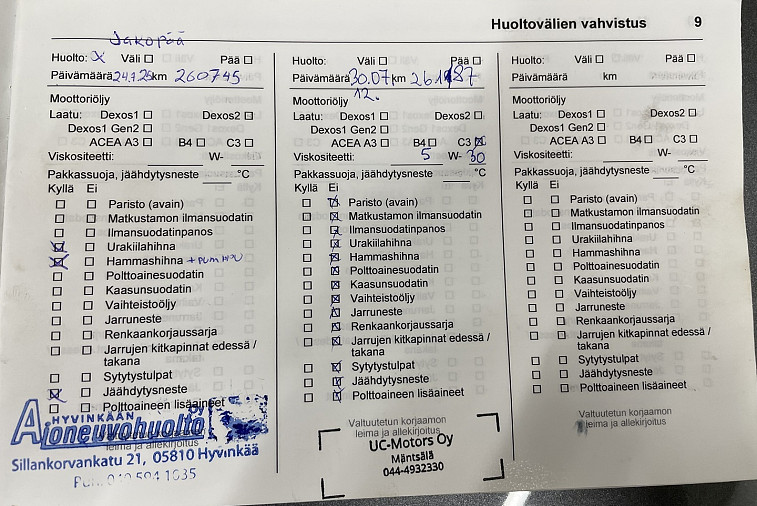 Huoltovälien vahvistus 9
Jakopää
Huolto: x Väli Pää
Päivämäärä 24.7.25 km 260745
Moottoriöljy
Laatu: Dexos1 Dexos2
Dexos1 Gen2
ACEA A3 B4 C3
Viskositeetti: W-
Pakkassuoja, jäähdytysneste °C
Kyllä Ei
Paristo (avain)
Matkustamon ilmansuodatin
Ilmansuodatinpanos
Urakiilahihna
Hammashihna + PUMPPU
Polttoainesuodatin
Kaasunsuodatin
Vaihteistoöljy
Jarruneste
Renkaankorjaussarja
Jarrujen kitkapinnat edessä /
takana
Sytytystulpat
Jäähdytysneste
Polttoaineen lisäaineet
HYVINKÄÄN
Ajoneuvohuolto OY
leima ja allekirjoitus
Sillankorvankatu 21, 05810 Hyvinkää
Huolto: Väli Pää
Päivämäärä 30.07 km 261187
12.
Moottoriöljy
Laatu: Dexos1 Dexos2
Dexos1 Gen2
ACEA A3 B4 C3
Viskositeetti: 5 W- 30
Pakkassuoja, jäähdytysneste °C
Kyllä Ei
Paristo (avain)
Matkustamon ilmansuodatin
Ilmansuodatinpanos
Urakiilahihna
Hammashihna
Polttoainesuodatin
Kaasunsuodatin
Vaihteistoöljy
Jarruneste
Renkaankorjaussarja
Jarrujen kitkapinnat edessä /
takana
Sytytystulpat
Jäähdytysneste
Polttoaineen lisäaineet
Valtuutetun korjaamon
leima ja allekirjoitus
UC-Motors Oy
Mäntsälä
044-4932330
Huolto: Väli Pää
Päivämäärä km
Moottoriöljy
Laatu: Dexos1 Dexos2
Dexos1 Gen2
ACEA A3 B4 C3
Viskositeetti: W-
Pakkassuoja, jäähdytysneste °C
Kyllä Ei
Paristo (avain)
Matkustamon ilmansuodatin
Ilmansuodatinpanos
Urakiilahihna
Hammashihna
Polttoainesuodatin
Kaasunsuodatin
Vaihteistoöljy
Jarruneste
Renkaankorjaussarja
Jarrujen kitkapinnat edessä /
takana
Sytytystulpat
Jäähdytysneste
Polttoaineen lisäaineet
Valtuutetun korjaamon
leima ja allekirjoitus